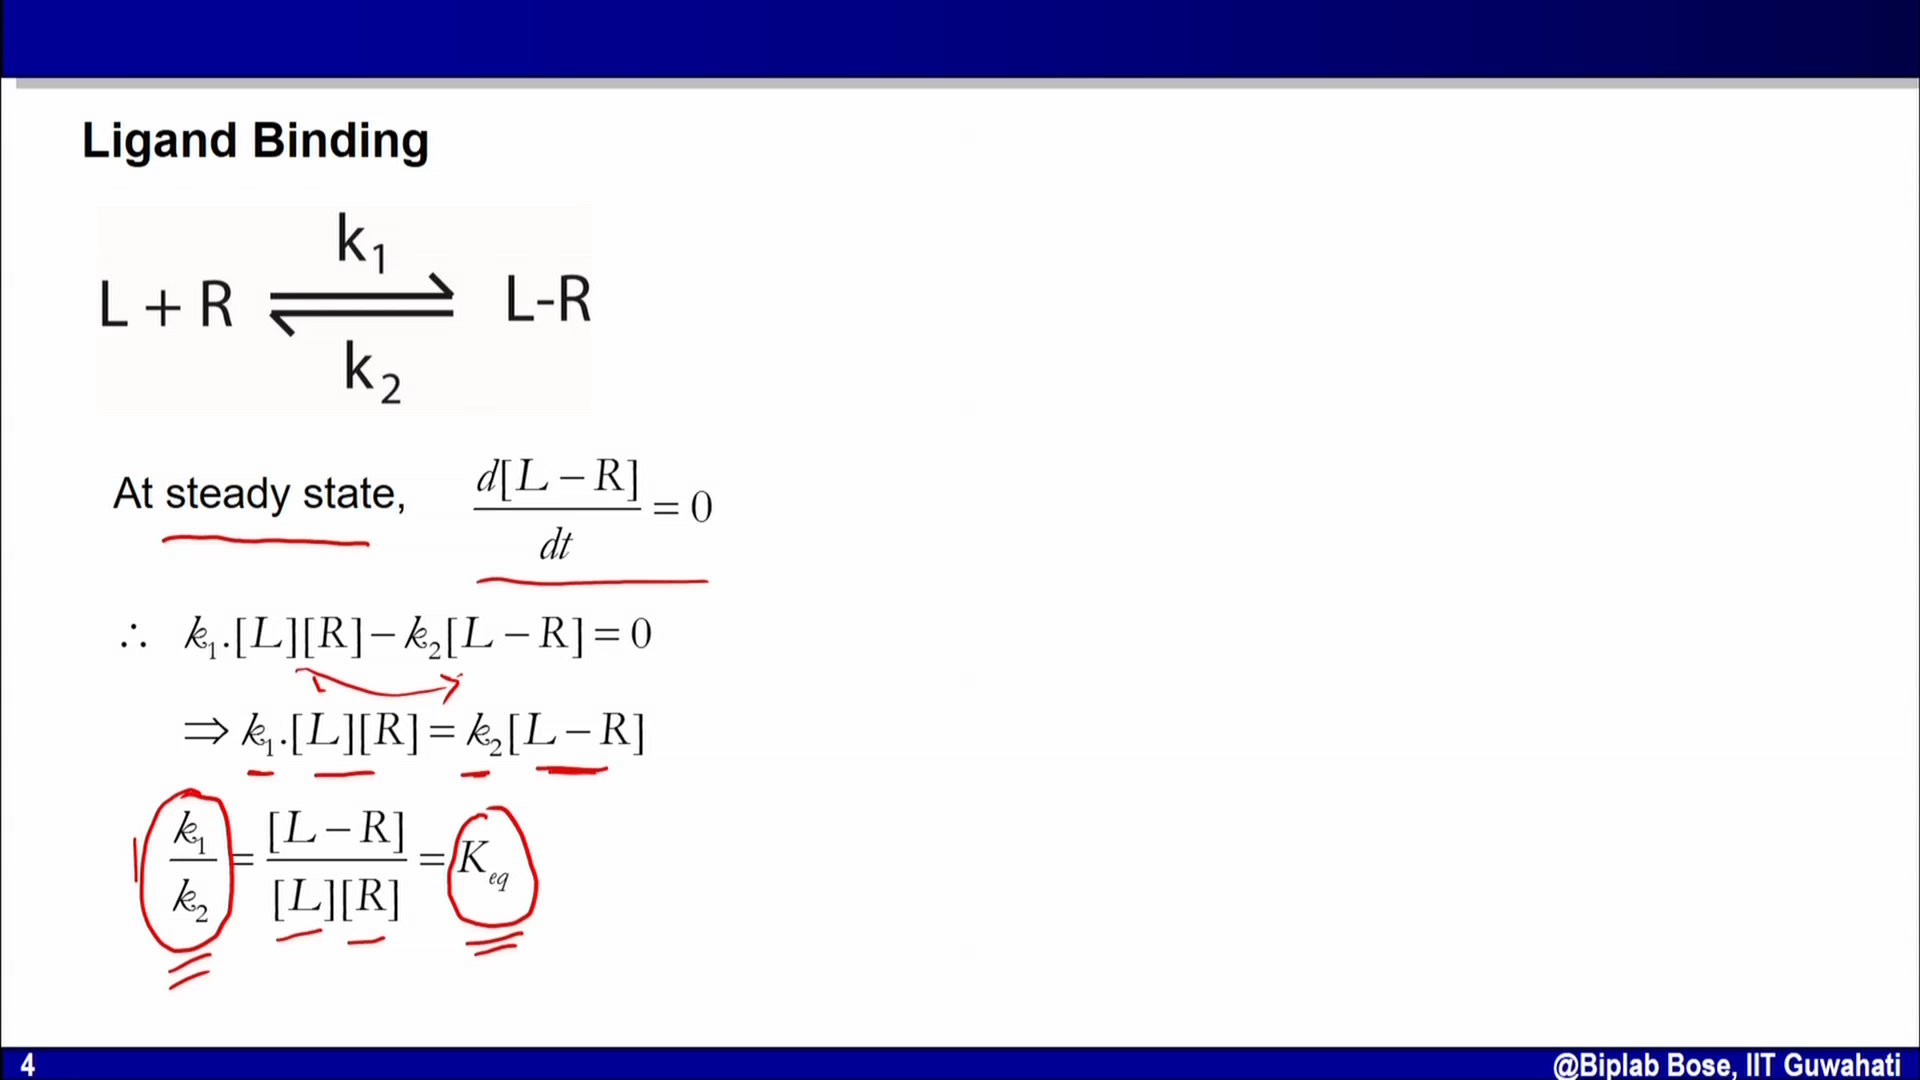 Ligand Binding
k₁
L + R ⇌ L-R
k₂
At steady state, d[L − R]/dt = 0
∴ k₁.[L][R] − k₂[L − R] = 0
⇒ k₁.[L][R] = k₂[L − R]
k₁/k₂ = [L − R]/[L][R] = K_eq
4
@Biplab Bose, IIT Guwahati